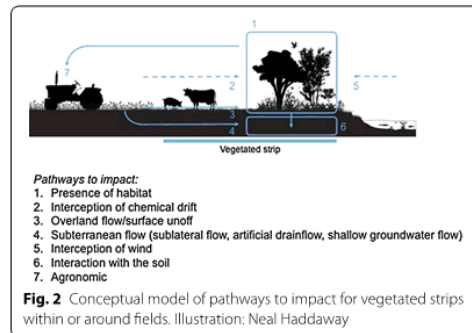 1
7
2
5
3
4
6
Vegetated strip
Pathways to impact:
1. Presence of habitat
2. Interception of chemical drift
3. Overland flow/surface unoff
4. Subterranean flow (sublateral flow, artificial drainflow, shallow groundwater flow)
5. Interception of wind
6. Interaction with the soil
7. Agronomic
Fig. 2 Conceptual model of pathways to impact for vegetated strips
within or around fields. Illustration: Neal Haddaway